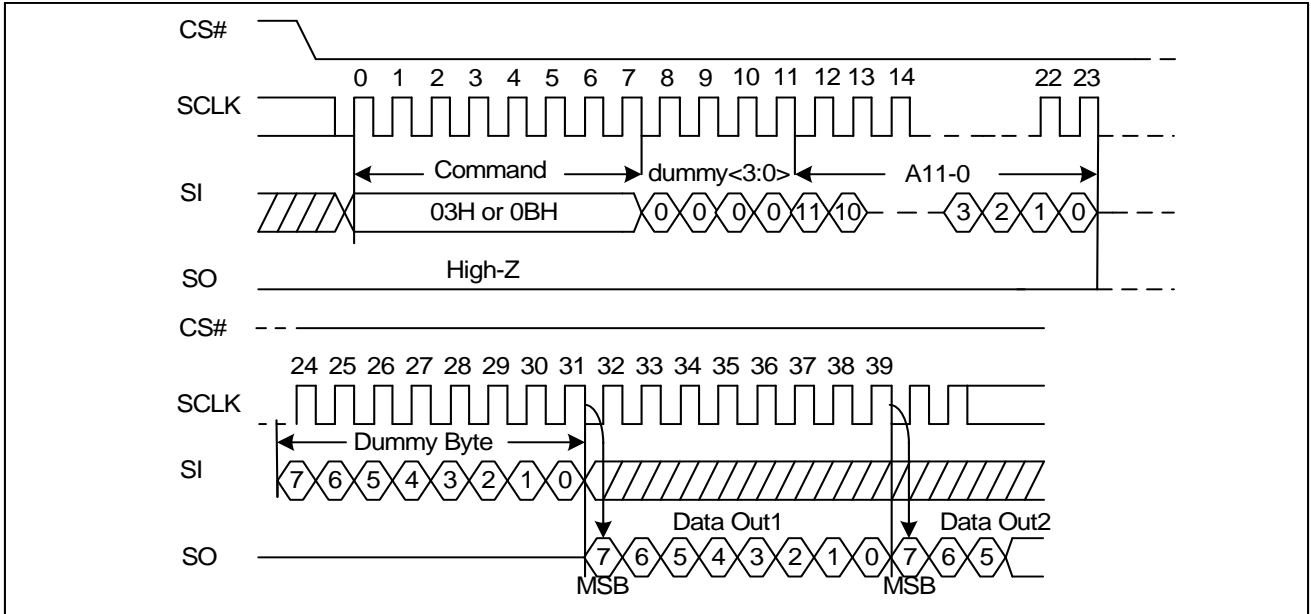 CS#
0 1 2 3 4 5 6 7 8 9 10 11 12 13 14 22 23
SCLK
Command dummy<3:0> A11-0
SI
03H or 0BH 0 0 0 0 11 10 3 2 1 0
High-Z
SO
CS#
24 25 26 27 28 29 30 31 32 33 34 35 36 37 38 39
SCLK
Dummy Byte
SI
7 6 5 4 3 2 1 0
Data Out1 Data Out2
SO
7 6 5 4 3 2 1 0 7 6 5
MSB MSB